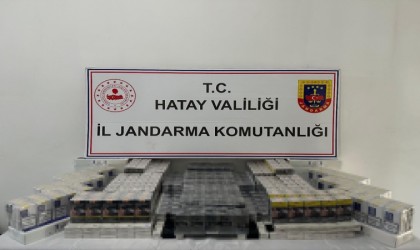 T.C.
HATAY VALİLİĞİ
İL JANDARMA KOMUTANLIĞI